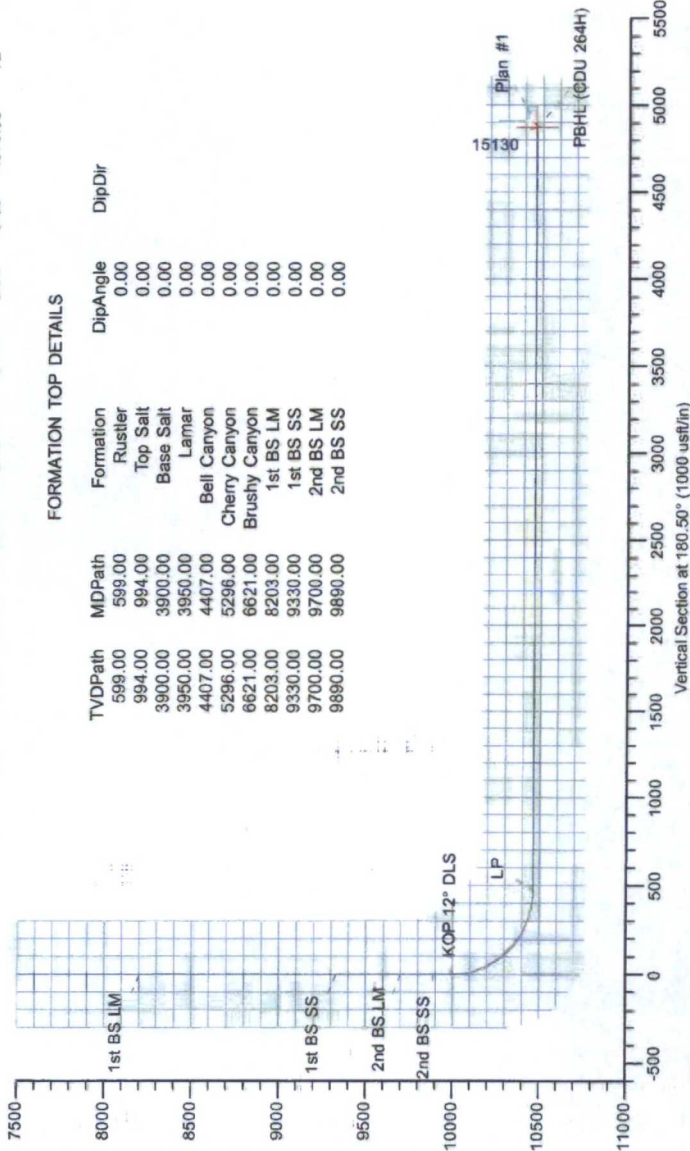 FORMATION TOP DETAILS
TVDPath MDPath Formation DipAngle DipDir
599.00 599.00 Rustler 0.00
994.00 994.00 Top Salt 0.00
3900.00 3900.00 Base Salt 0.00
3950.00 3950.00 Lamar 0.00
4407.00 4407.00 Bell Canyon 0.00
5296.00 5296.00 Cherry Canyon 0.00
6621.00 6621.00 Brushy Canyon 0.00
8203.00 8203.00 1st BS LM 0.00
9330.00 9330.00 1st BS SS 0.00
9700.00 9700.00 2nd BS LM 0.00
9890.00 9890.00 2nd BS SS 0.00
7500
8000
8500
9000
9500
10000
10500
11000
1st BS LM
1st BS SS
2nd BS LM
2nd BS SS
KOP 12° DLS
LP
Plan #1
15130
PBHL (CDU 264H)
-500 0 500 1000 1500 2000 2500 3000 3500 4000 4500 5000 5500
Vertical Section at 180.50° (1000 usft/in)